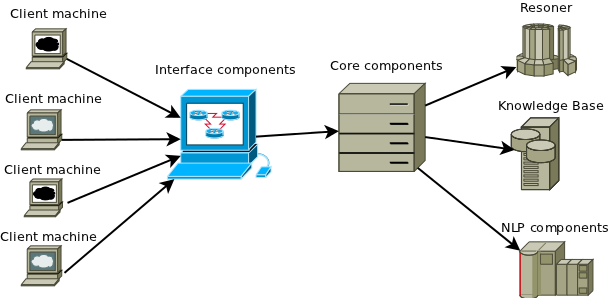 Client machine
Resoner
Interface components
Core components
Client machine
Knowledge Base
Client machine
Client machine
NLP components